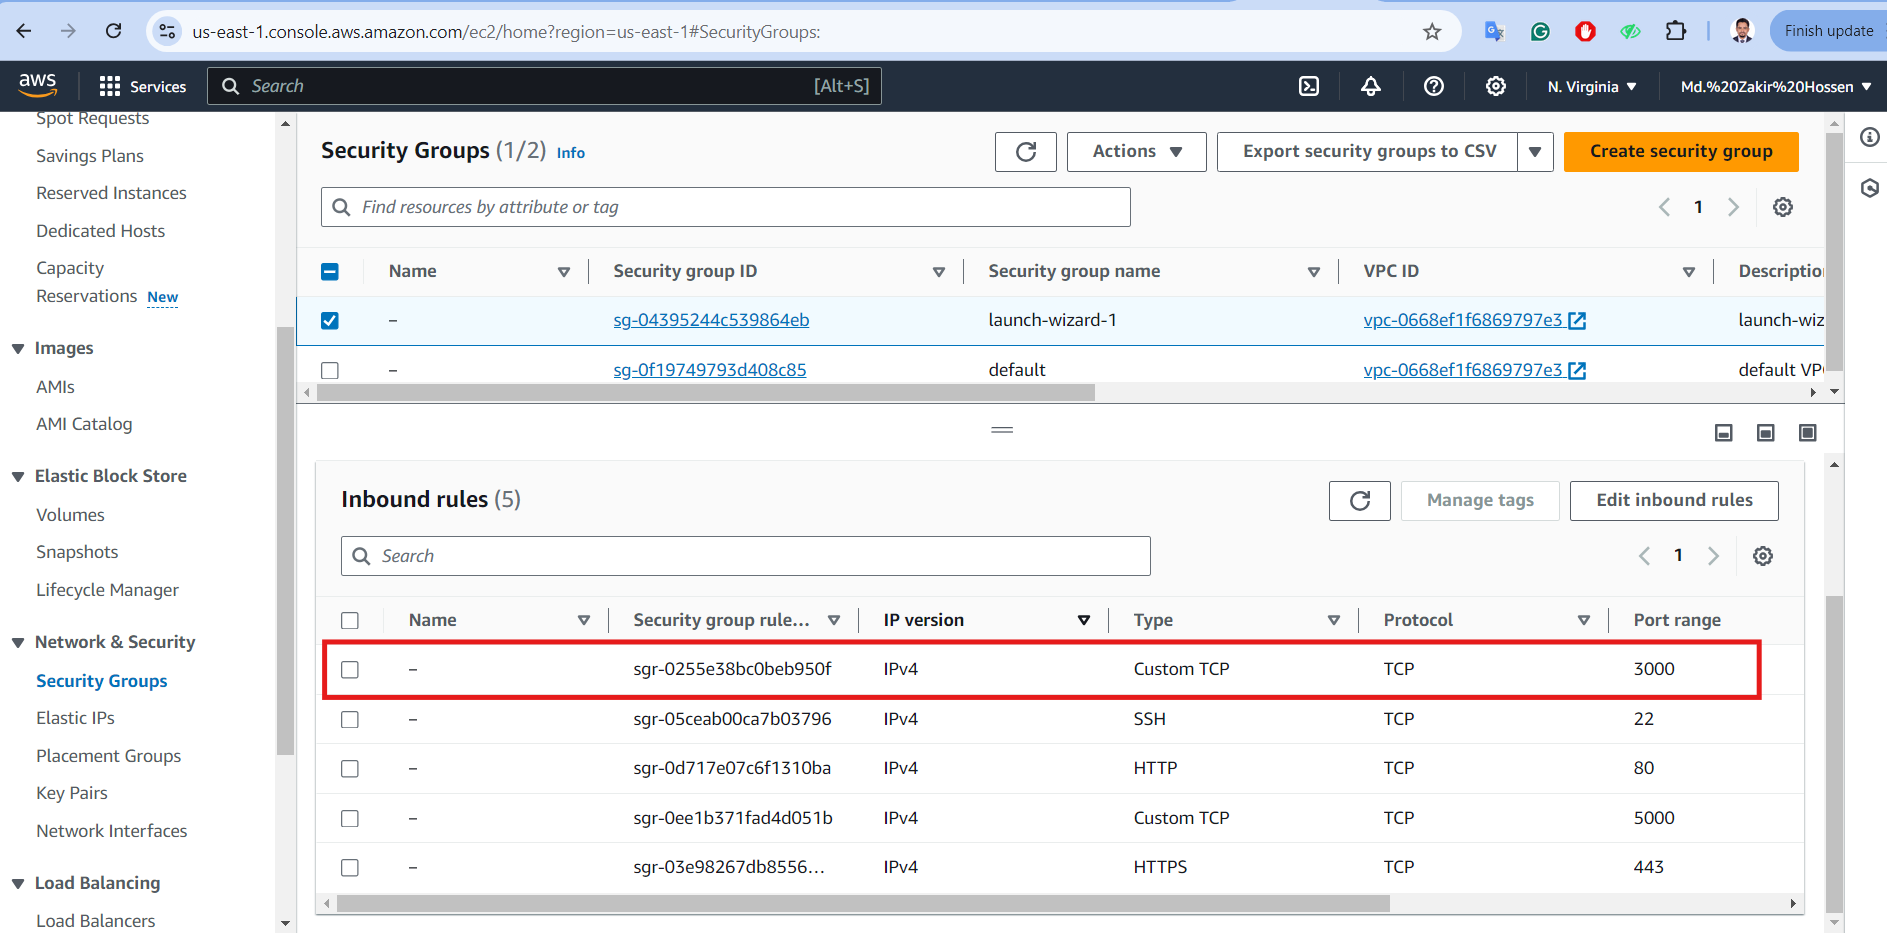 us-east-1.console.aws.amazon.com/ec2/home?region=us-east-1#SecurityGroups:
Finish update
aws
Services
Search
[Alt+S]
N. Virginia
Md.%20Zakir%20Hossen
Spot Requests
Savings Plans
Reserved Instances
Dedicated Hosts
Capacity
Reservations New
Images
AMIs
AMI Catalog
Elastic Block Store
Volumes
Snapshots
Lifecycle Manager
Network & Security
Security Groups
Elastic IPs
Placement Groups
Key Pairs
Network Interfaces
Load Balancing
Load Balancers
Security Groups (1/2) Info
Actions
Export security groups to CSV
Create security group
Find resources by attribute or tag
1
Name Security group ID Security group name VPC ID Descriptio
– sg-04395244c539864eb launch-wizard-1 vpc-0668ef1f6869797e3 launch-wiz
– sg-0f19749793d408c85 default vpc-0668ef1f6869797e3 default VP
Inbound rules (5)
Manage tags
Edit inbound rules
Search
1
Name Security group rule... IP version Type Protocol Port range
– sgr-0255e38bc0beb950f IPv4 Custom TCP TCP 3000
– sgr-05ceab00ca7b03796 IPv4 SSH TCP 22
– sgr-0d717e07c6f1310ba IPv4 HTTP TCP 80
– sgr-0ee1b371fad4d051b IPv4 Custom TCP TCP 5000
– sgr-03e98267db8556... IPv4 HTTPS TCP 443